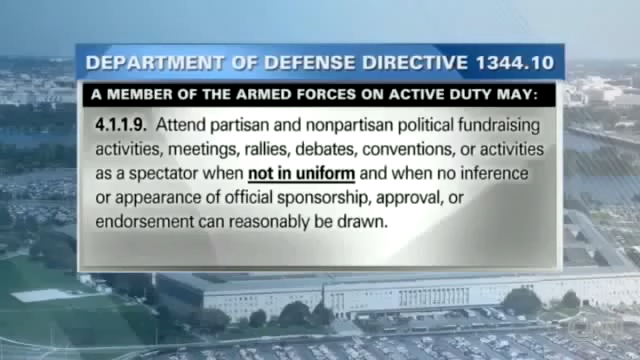 DEPARTMENT OF DEFENSE DIRECTIVE 1344.10
A MEMBER OF THE ARMED FORCES ON ACTIVE DUTY MAY:
4.1.1.9. Attend partisan and nonpartisan political fundraising
activities, meetings, rallies, debates, conventions, or activities
as a spectator when not in uniform and when no inference
or appearance of official sponsorship, approval, or
endorsement can reasonably be drawn.